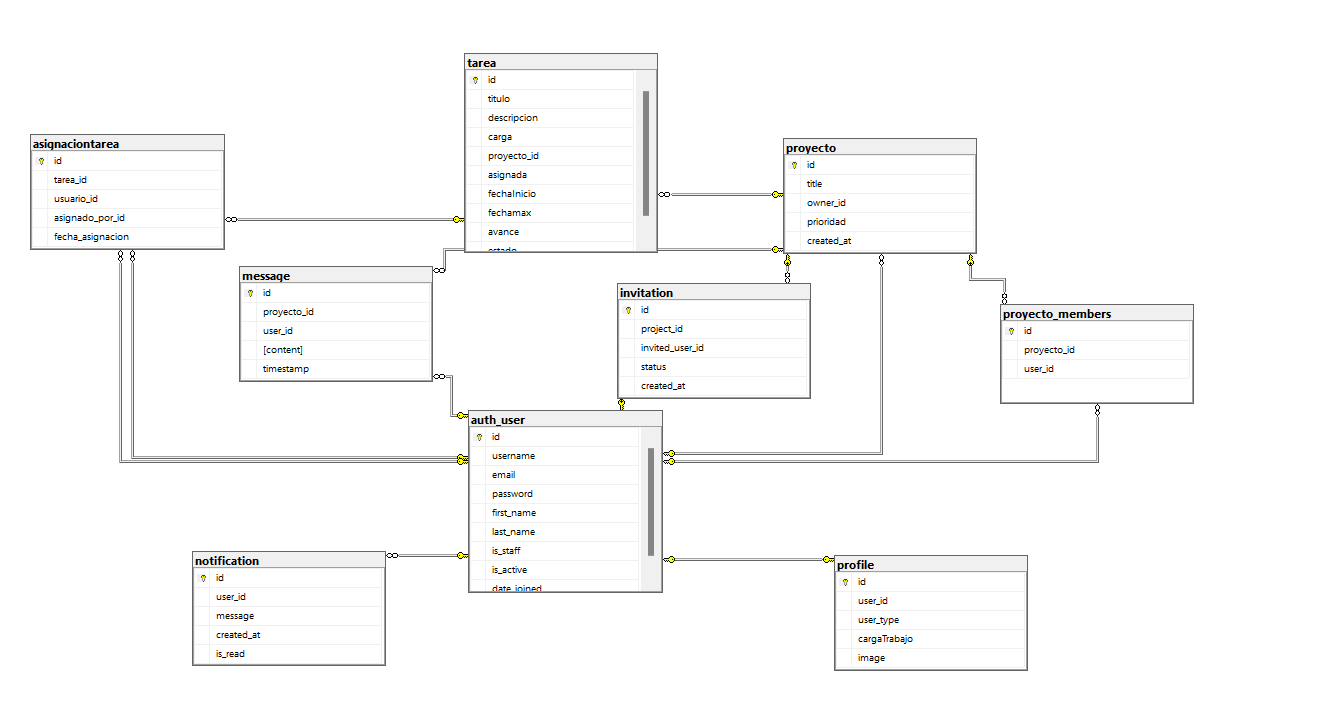 tarea
id
titulo
descripcion
carga
proyecto_id
asignada
fechaInicio
fechamax
avance
estado
asignaciontarea
id
tarea_id
usuario_id
asignado_por_id
fecha_asignacion
proyecto
id
title
owner_id
prioridad
created_at
message
id
proyecto_id
user_id
[content]
timestamp
invitation
id
project_id
invited_user_id
status
created_at
proyecto_members
id
proyecto_id
user_id
auth_user
id
username
email
password
first_name
last_name
is_staff
is_active
date_joined
notification
id
user_id
message
created_at
is_read
profile
id
user_id
user_type
cargaTrabajo
image